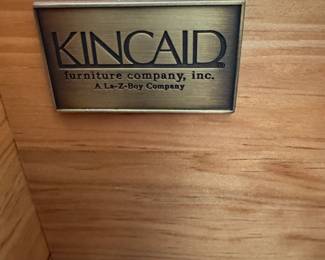 KINCAID
furniture company, inc.
A La-Z-Boy Company